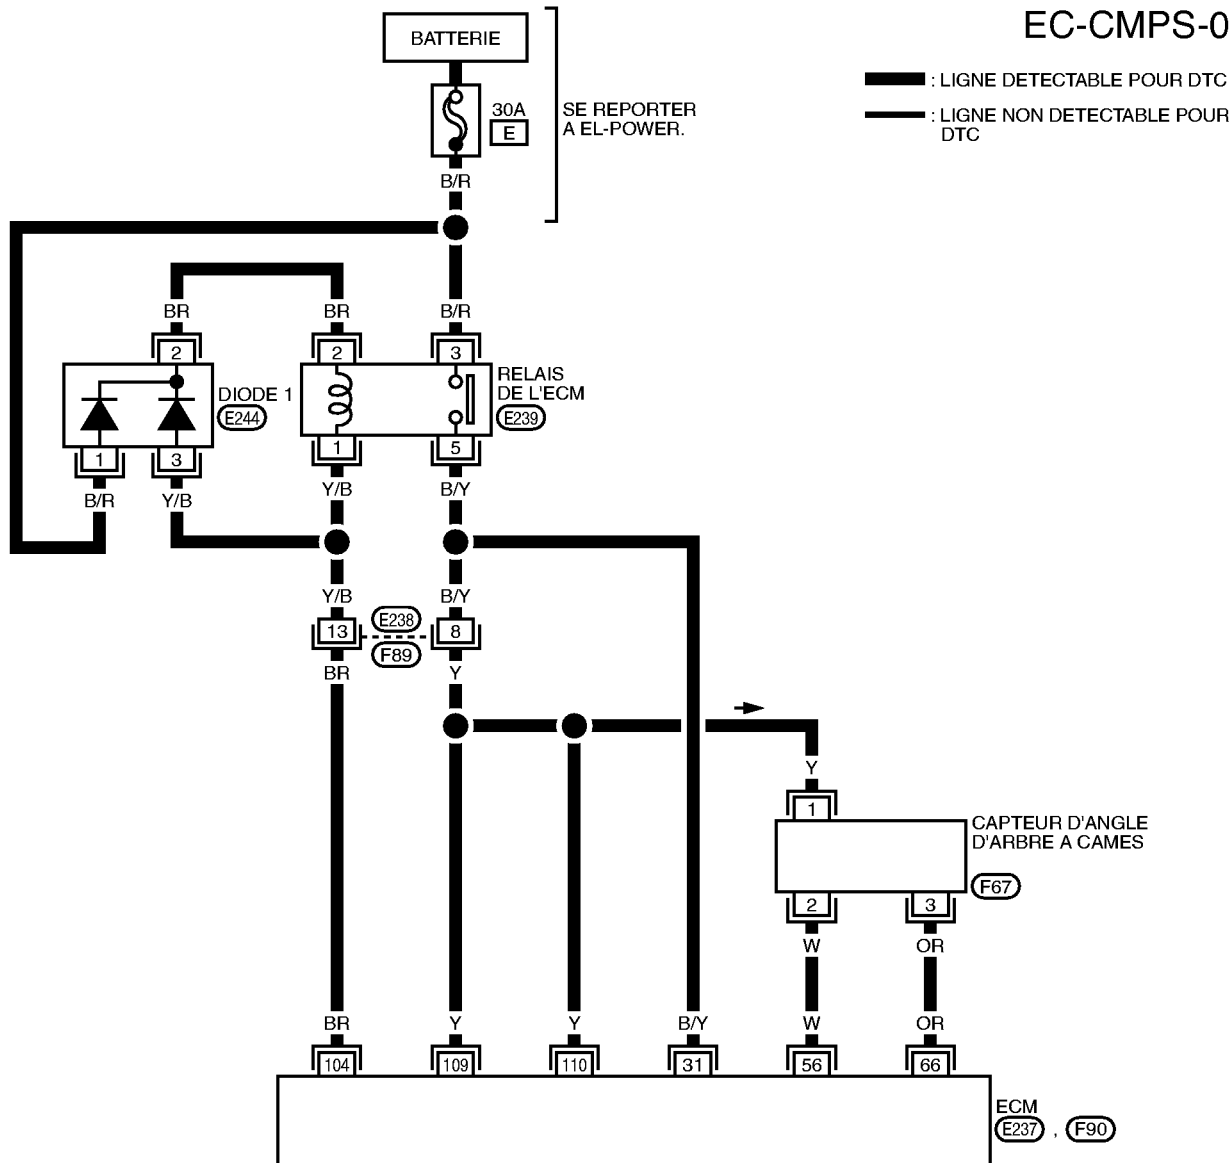 EC-CMPS-0
BATTERIE
: LIGNE DETECTABLE POUR DTC
: LIGNE NON DETECTABLE POUR
DTC
30A
E
SE REPORTER
A EL-POWER.
B/R
BR
BR
B/R
2
2
3
DIODE 1
E244
RELAIS
DE L'ECM
E239
1
3
1
5
B/R
Y/B
Y/B
B/Y
Y/B
B/Y
13
E238
F89
8
BR
Y
Y
1
CAPTEUR D'ANGLE
D'ARBRE A CAMES
F67
2
3
W
OR
BR
Y
Y
B/Y
W
OR
104
109
110
31
56
66
ECM
E237 , F90